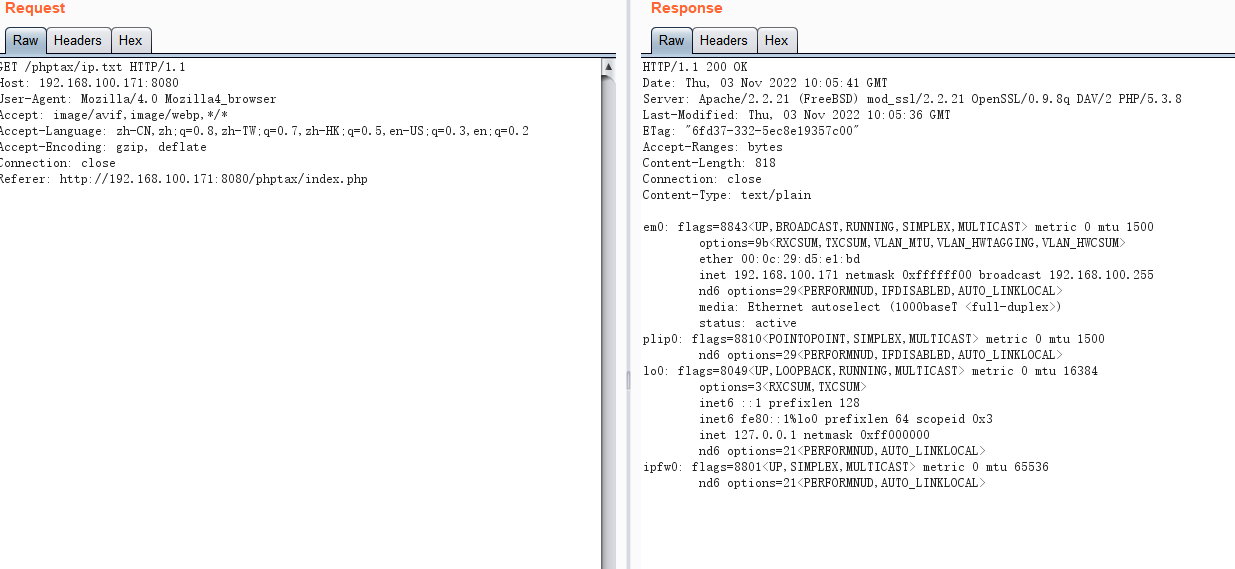 Request
Raw Headers Hex
GET /phptax/ip.txt HTTP/1.1
Host: 192.168.100.171:8080
User-Agent: Mozilla/4.0 Mozilla4_browser
Accept: image/avif,image/webp,*/*
Accept-Language: zh-CN,zh;q=0.8,zh-TW;q=0.7,zh-HK;q=0.5,en-US;q=0.3,en;q=0.2
Accept-Encoding: gzip, deflate
Connection: close
Referer: http://192.168.100.171:8080/phptax/index.php
Response
Raw Headers Hex
HTTP/1.1 200 OK
Date: Thu, 03 Nov 2022 10:05:41 GMT
Server: Apache/2.2.21 (FreeBSD) mod_ssl/2.2.21 OpenSSL/0.9.8q DAV/2 PHP/5.3.8
Last-Modified: Thu, 03 Nov 2022 10:05:36 GMT
ETag: "6fd37-332-5ec8e19357c00"
Accept-Ranges: bytes
Content-Length: 818
Connection: close
Content-Type: text/plain
em0: flags=8843<UP,BROADCAST,RUNNING,SIMPLEX,MULTICAST> metric 0 mtu 1500
options=9b<RXCSUM,TXCSUM,VLAN_MTU,VLAN_HWTAGGING,VLAN_HWCSUM>
ether 00:0c:29:d5:e1:bd
inet 192.168.100.171 netmask 0xffffff00 broadcast 192.168.100.255
nd6 options=29<PERFORMNUD,IFDISABLED,AUTO_LINKLOCAL>
media: Ethernet autoselect (1000baseT <full-duplex>)
status: active
plip0: flags=8810<POINTOPOINT,SIMPLEX,MULTICAST> metric 0 mtu 1500
nd6 options=29<PERFORMNUD,IFDISABLED,AUTO_LINKLOCAL>
lo0: flags=8049<UP,LOOPBACK,RUNNING,MULTICAST> metric 0 mtu 16384
options=3<RXCSUM,TXCSUM>
inet6 ::1 prefixlen 128
inet6 fe80::1%lo0 prefixlen 64 scopeid 0x3
inet 127.0.0.1 netmask 0xff000000
nd6 options=21<PERFORMNUD,AUTO_LINKLOCAL>
ipfw0: flags=8801<UP,SIMPLEX,MULTICAST> metric 0 mtu 65536
nd6 options=21<PERFORMNUD,AUTO_LINKLOCAL>